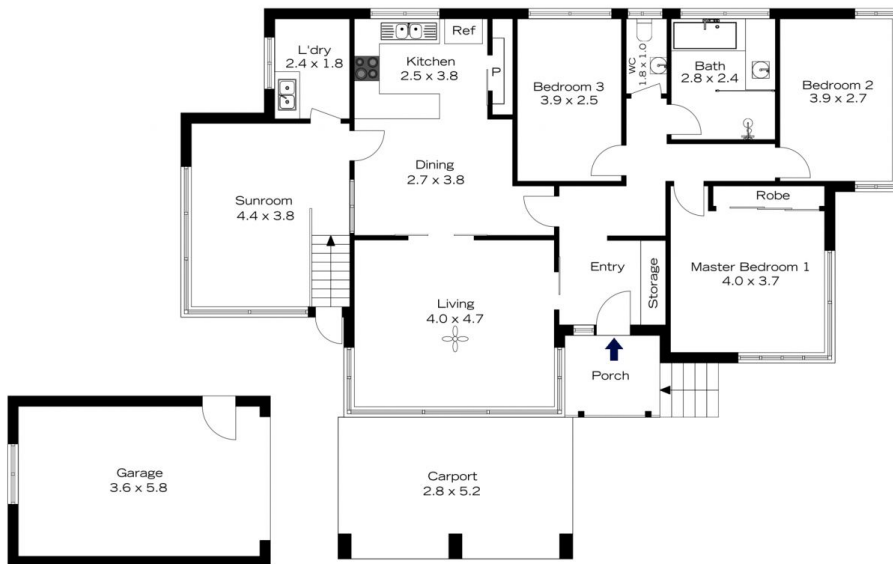 L'dry
2.4 x 1.8
Kitchen
2.5 x 3.8
Ref
P
Bedroom 3
3.9 x 2.5
WC
1.8 x 1.0
Bath
2.8 x 2.4
Bedroom 2
3.9 x 2.7
Sunroom
4.4 x 3.8
Dining
2.7 x 3.8
Robe
Master Bedroom 1
4.0 x 3.7
Entry
Storage
Living
4.0 x 4.7
Porch
Garage
3.6 x 5.8
Carport
2.8 x 5.2